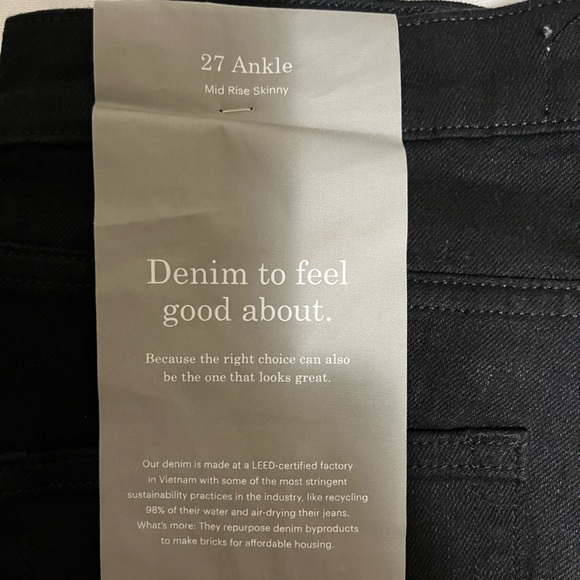 27 Ankle
Mid Rise Skinny
Denim to feel
good about.
Because the right choice can also
be the one that looks great.
Our denim is made at a LEED-certified factory
in Vietnam with some of the most stringent
sustainability practices in the industry, like recycling
98% of their water and air-drying their jeans.
What's more: They repurpose denim byproducts
to make bricks for affordable housing.